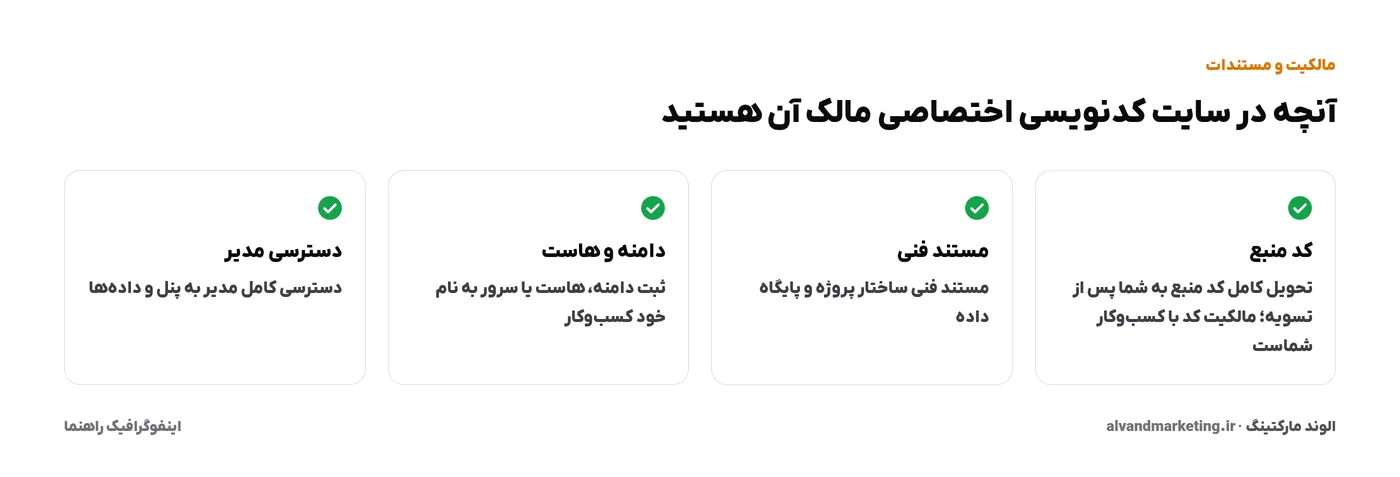 مالکیت و مستندات
آنچه در سایت کدنویسی اختصاصی مالک آن هستید
کد منبع
تحویل کامل کد منبع به شما پس از
تسویه؛ مالکیت کد با کسب‌وکار
شماست
مستند فنی
مستند فنی ساختار پروژه و پایگاه
داده
دامنه و هاست
ثبت دامنه، هاست یا سرور به نام
خود کسب‌وکار
دسترسی مدیر
دسترسی کامل مدیر به پنل و داده‌ها
الوند مارکتینگ · alvandmarketing.ir
اینفوگرافیک راهنما